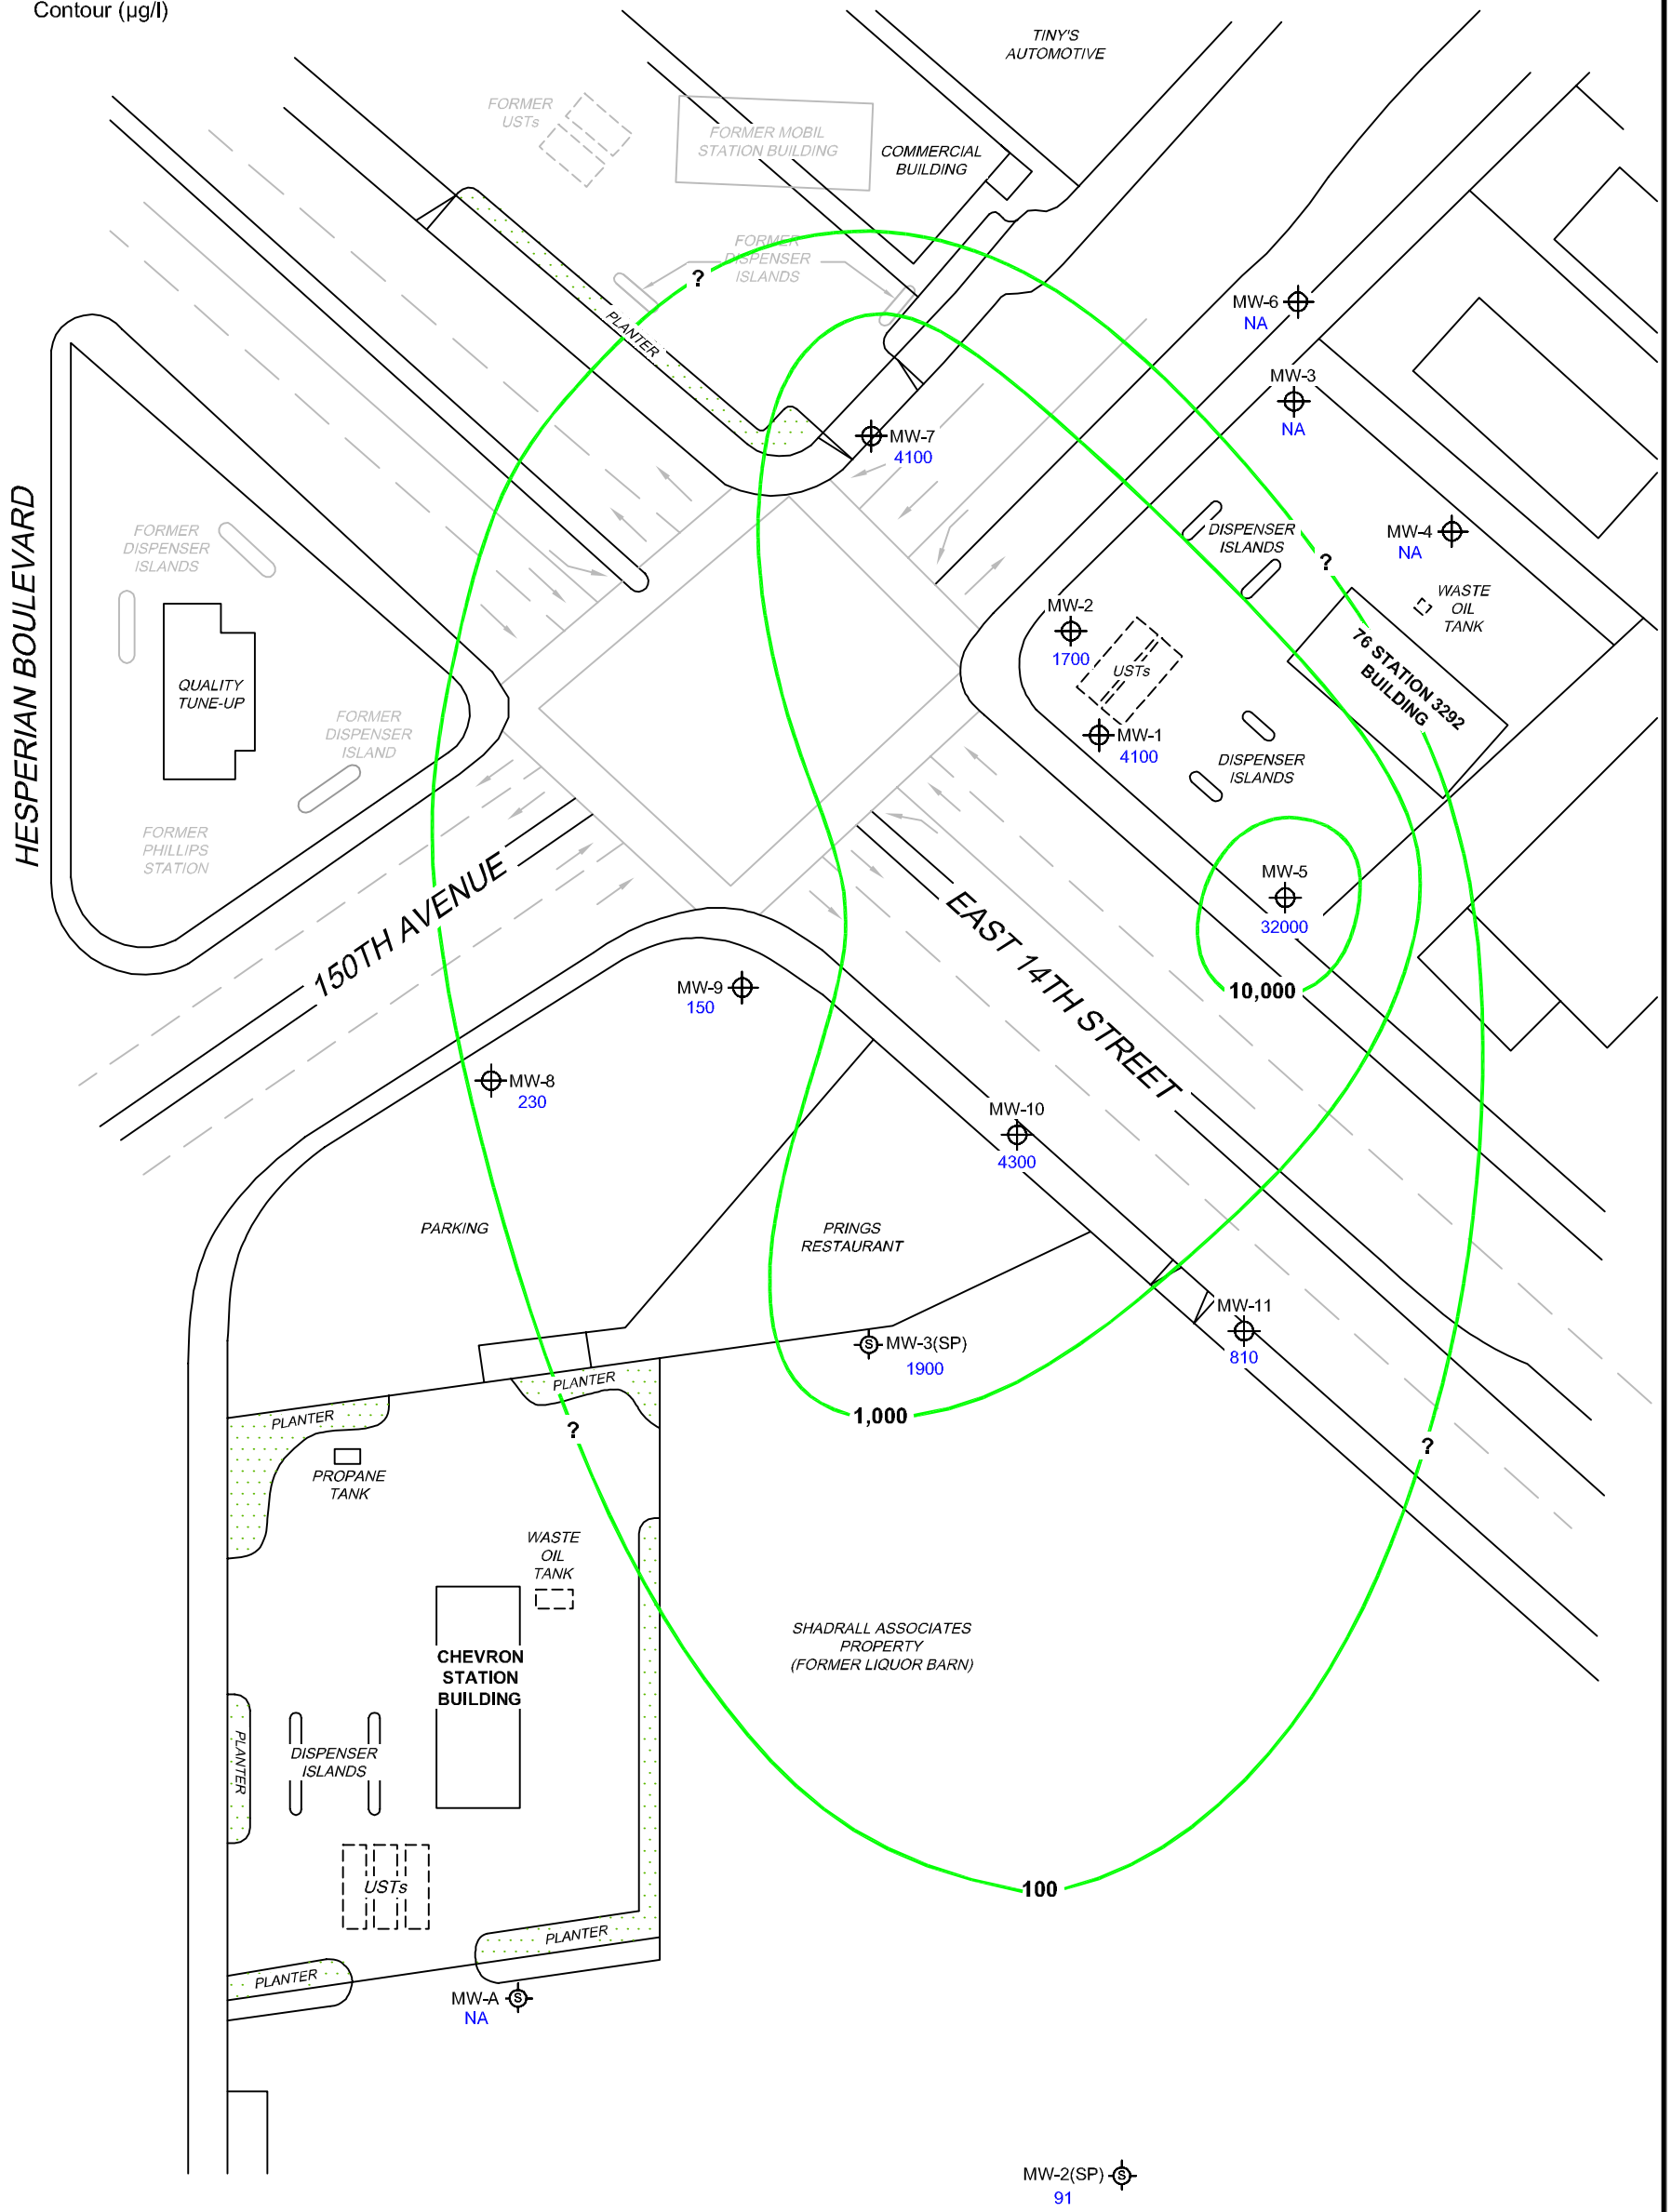 Contour (µg/l)
TINY'S
AUTOMOTIVE
FORMER
USTs
FORMER MOBIL
STATION BUILDING
COMMERCIAL
BUILDING
FORMER
DISPENSER
ISLANDS
?
PLANTER
MW-6
NA
MW-3
NA
MW-7
4100
HESPERIAN BOULEVARD
FORMER
DISPENSER
ISLANDS
DISPENSER
ISLANDS
MW-4
NA
?
WASTE
OIL
TANK
MW-2
1700
USTs
76 STATION 3292
BUILDING
QUALITY
TUNE-UP
FORMER
DISPENSER
ISLAND
MW-1
4100
DISPENSER
ISLANDS
FORMER
PHILLIPS
STATION
150TH AVENUE
EAST 14TH STREET
MW-5
32000
10,000
MW-9
150
MW-8
230
MW-10
4300
PARKING
PRINGS
RESTAURANT
MW-11
810
MW-3(SP)
1900
S
PLANTER
PLANTER
1,000
?
?
PROPANE
TANK
WASTE
OIL
TANK
SHADRALL ASSOCIATES
PROPERTY
(FORMER LIQUOR BARN)
CHEVRON
STATION
BUILDING
PLANTER
DISPENSER
ISLANDS
USTs
100
PLANTER
PLANTER
MW-A
S
NA
MW-2(SP)
S
91